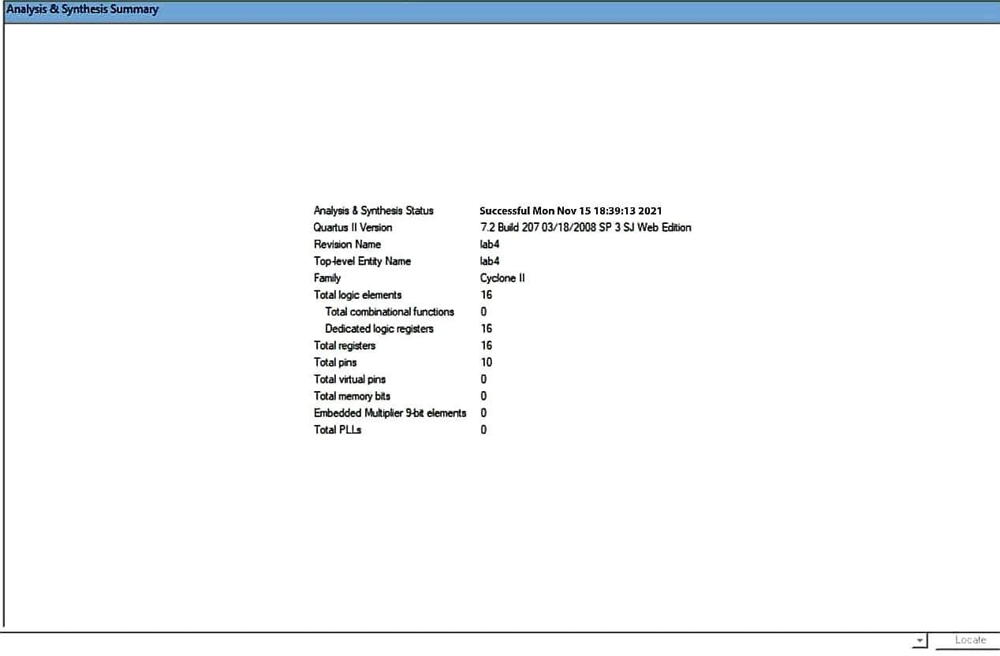 Analysis & Synthesis Summary
Analysis & Synthesis Status Successful Mon Nov 15 18:39:13 2021
Quartus II Version 7.2 Build 207 03/18/2008 SP 3 SJ Web Edition
Revision Name lab4
Top-level Entity Name lab4
Family Cyclone II
Total logic elements 16
Total combinational functions 0
Dedicated logic registers 16
Total registers 16
Total pins 10
Total virtual pins 0
Total memory bits 0
Embedded Multiplier 9-bit elements 0
Total PLLs 0
Locate